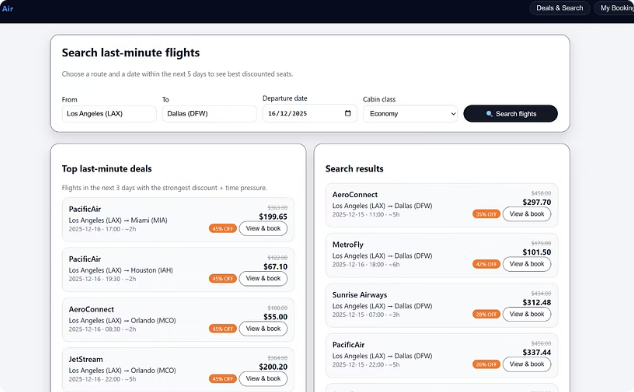 Air
Deals & Search
My Booking
Search last-minute flights
Choose a route and a date within the next 5 days to see best discounted seats.
From
To
Departure date
Cabin class
Los Angeles (LAX)
Dallas (DFW)
16/12/2025
Economy
Search flights
Top last-minute deals
Flights in the next 3 days with the strongest discount + time pressure.
PacificAir
Los Angeles (LAX) → Miami (MIA)
2025-12-16 · 17:00 · ~2h
$363.00
$199.65
45% OFF
View & book
PacificAir
Los Angeles (LAX) → Houston (IAH)
2025-12-16 · 19:30 · ~2h
$122.00
$67.10
45% OFF
View & book
AeroConnect
Los Angeles (LAX) → Orlando (MCO)
2025-12-16 · 08:30 · ~2h
$100.00
$55.00
45% OFF
View & book
JetStream
Los Angeles (LAX) → Orlando (MCO)
2025-12-16 · 22:00 · ~5h
$364.00
$200.20
45% OFF
View & book
Search results
AeroConnect
Los Angeles (LAX) → Dallas (DFW)
2025-12-15 · 11:00 · ~5h
$458.00
$297.70
35% OFF
View & book
MetroFly
Los Angeles (LAX) → Dallas (DFW)
2025-12-16 · 18:00 · ~6h
$175.00
$101.50
42% OFF
View & book
Sunrise Airways
Los Angeles (LAX) → Dallas (DFW)
2025-12-15 · 07:00 · ~3h
$434.00
$312.48
View & book
PacificAir
Los Angeles (LAX) → Dallas (DFW)
2025-12-15 · 22:00 · ~5h
$337.44
View & book